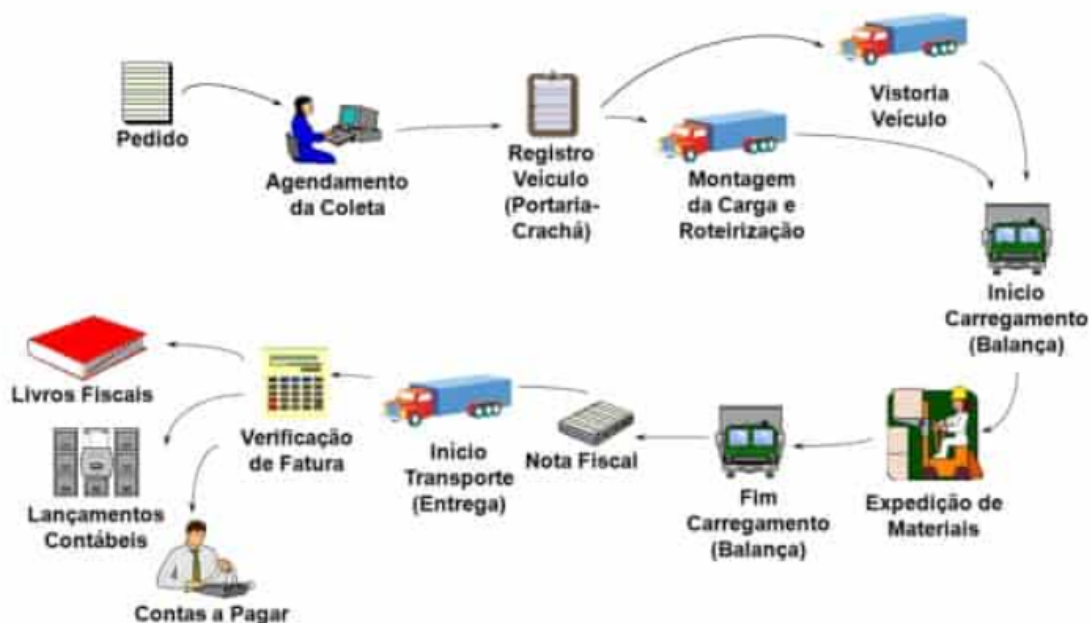 Pedido
Agendamento
da Coleta
Registro
Veículo
(Portaria-
Crachá)
Vistoria
Veículo
Montagem
da Carga e
Roteirização
Início
Carregamento
(Balança)
Expedição de
Materiais
Fim
Carregamento
(Balança)
Nota Fiscal
Início
Transporte
(Entrega)
Verificação
de Fatura
Livros Fiscais
Lançamentos
Contábeis
Contas a Pagar